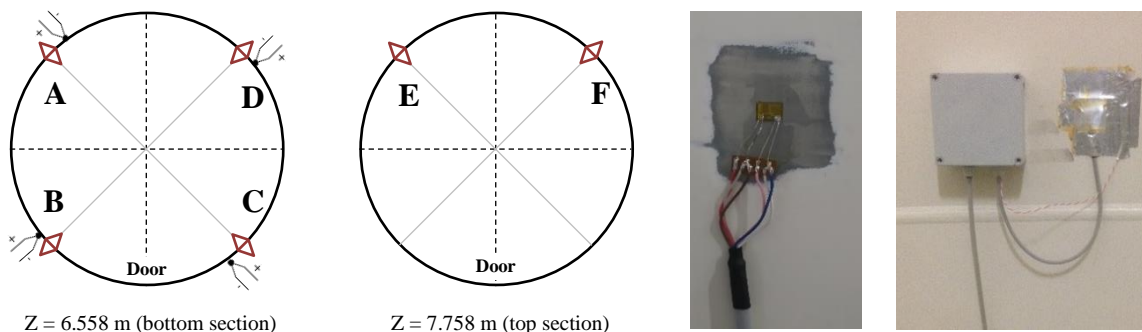 A
D
B
C
Door
Z = 6.558 m (bottom section)
E
F
Door
Z = 7.758 m (top section)